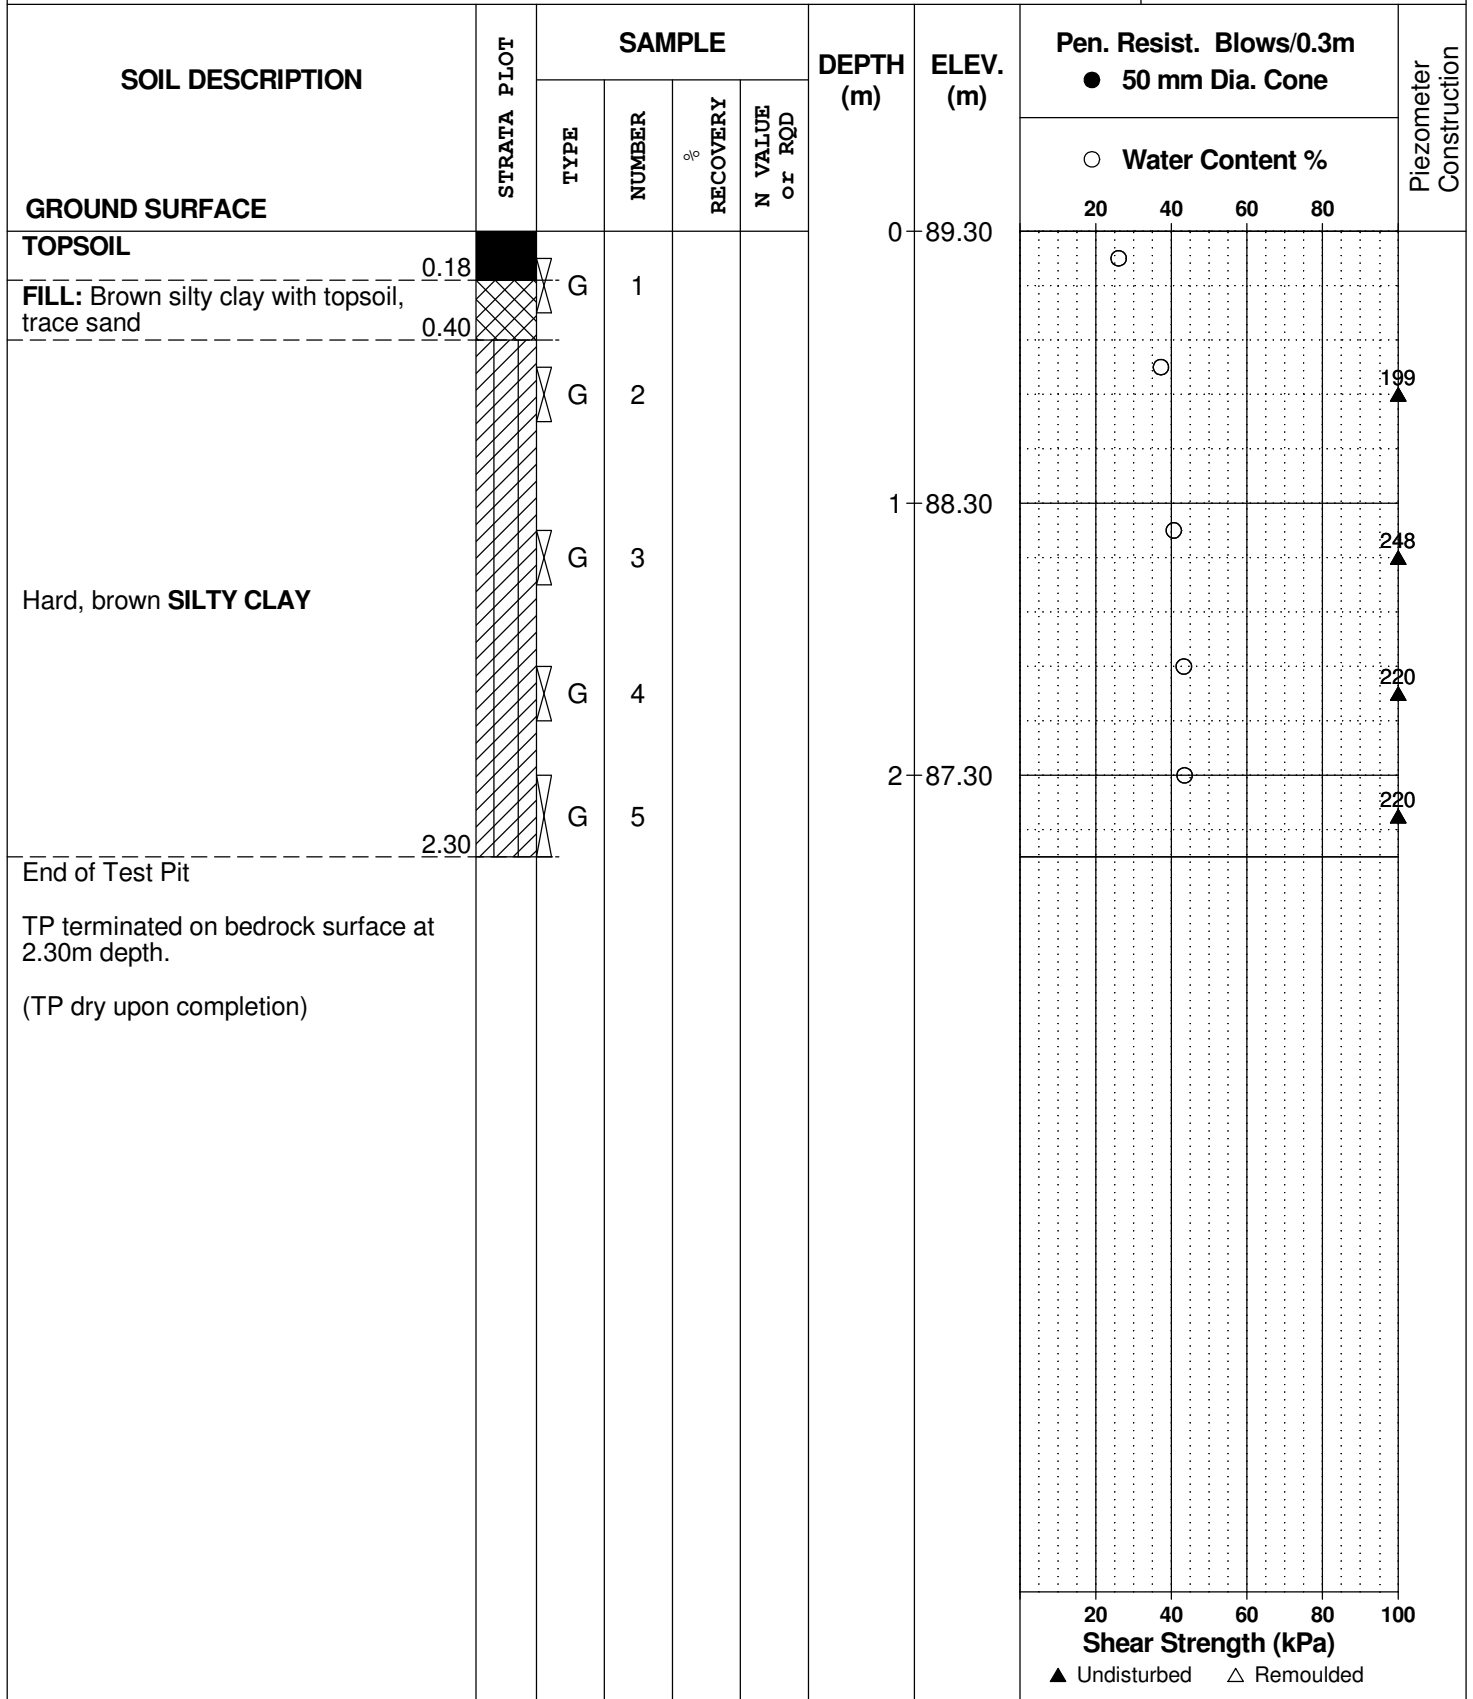 SOIL DESCRIPTION
GROUND SURFACE
STRATA PLOT
SAMPLE
TYPE
NUMBER
%
RECOVERY
N VALUE
or RQD
DEPTH
(m)
ELEV.
(m)
Pen. Resist. Blows/0.3m
● 50 mm Dia. Cone
○ Water Content %
20 40 60 80
Piezometer
Construction
TOPSOIL
0.18
FILL: Brown silty clay with topsoil,
trace sand
0.40
Hard, brown SILTY CLAY
2.30
End of Test Pit
TP terminated on bedrock surface at
2.30m depth.
(TP dry upon completion)
G 1
G 2
G 3
G 4
G 5
0 89.30
1 88.30
2 87.30
199
248
220
220
20 40 60 80 100
Shear Strength (kPa)
▲ Undisturbed △ Remoulded